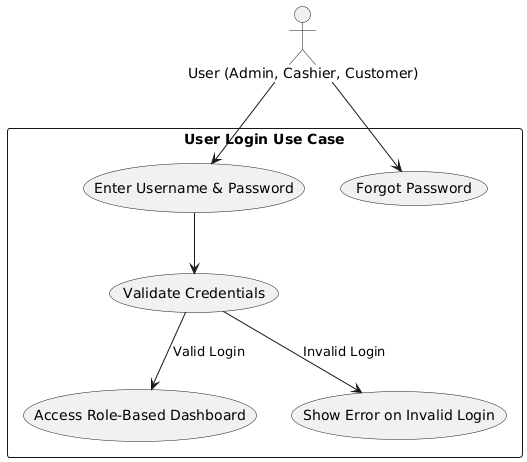 User (Admin, Cashier, Customer)
User Login Use Case
Enter Username & Password
Forgot Password
Validate Credentials
Valid Login
Invalid Login
Access Role-Based Dashboard
Show Error on Invalid Login